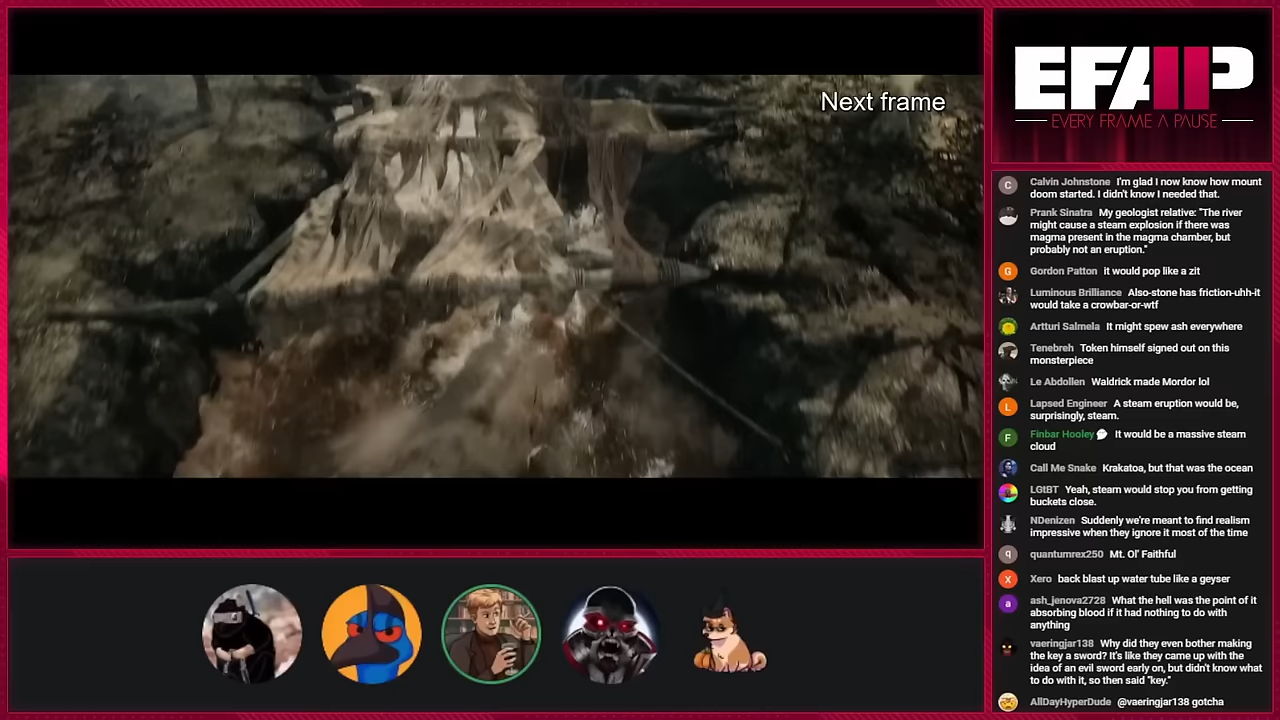 Next frame
EFAP
EVERY FRAME A PAUSE
Calvin Johnstone I'm glad I now know how mount
doom started. I didn't know I needed that.
Prank Sinatra My geologist relative: "The river
might cause a steam explosion if there was
magma present in the magma chamber, but
probably not an eruption."
G
Gordon Patton it would pop like a zit
Luminous Brilliance Also-stone has friction-uhh-it
would take a crowbar-or-wtf
Artturi Salmela It might spew ash everywhere
Tenebreh Token himself signed out on this
monsterpiece
Le Abdollen Waldrick made Mordor lol
L
Lapsed Engineer A steam eruption would be,
surprisingly, steam.
F
Finbar Hooley It would be a massive steam
cloud
Call Me Snake Krakatoa, but that was the ocean
LGtBT Yeah, steam would stop you from getting
buckets close.
NDenizen Suddenly we're meant to find realism
impressive when they ignore it most of the time
q
quantumrex250 Mt. Ol' Faithful
X
Xero back blast up water tube like a geyser
a
ash_jenova2728 What the hell was the point of it
absorbing blood if it had nothing to do with
anything
vaeringjar138 Why did they even bother making
the key a sword? It's like they came up with the
idea of an evil sword early on, but didn't know what
to do with it, so then said "key."
AllDayHyperDude @vaeringjar138 gotcha